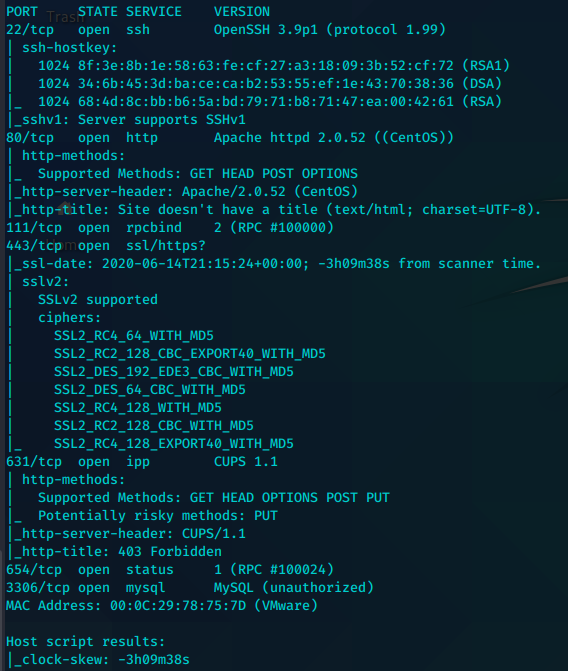 PORT     STATE SERVICE    VERSION
Trash
22/tcp   open  ssh        OpenSSH 3.9p1 (protocol 1.99)
| ssh-hostkey:
|   1024 8f:3e:8b:1e:58:63:fe:cf:27:a3:18:09:3b:52:cf:72 (RSA1)
|   1024 34:6b:45:3d:ba:ce:ca:b2:53:55:ef:1e:43:70:38:36 (DSA)
|_  1024 68:4d:8c:bb:b6:5a:bd:79:71:b8:71:47:ea:00:42:61 (RSA)
|_sshv1: Server supports SSHv1
80/tcp   open  http       Apache httpd 2.0.52 ((CentOS))
| http-methods:
|_  Supported Methods: GET HEAD POST OPTIONS
|_http-server-header: Apache/2.0.52 (CentOS)
|_http-title: Site doesn't have a title (text/html; charset=UTF-8).
111/tcp  open  rpcbind    2 (RPC #100000)
443/tcp  open  ssl/https?
|_ssl-date: 2020-06-14T21:15:24+00:00; -3h09m38s from scanner time.
| sslv2:
|   SSLv2 supported
|   ciphers:
|     SSL2_RC4_64_WITH_MD5
|     SSL2_RC2_128_CBC_EXPORT40_WITH_MD5
|     SSL2_DES_192_EDE3_CBC_WITH_MD5
|     SSL2_DES_64_CBC_WITH_MD5
|     SSL2_RC4_128_WITH_MD5
|     SSL2_RC2_128_CBC_WITH_MD5
|_    SSL2_RC4_128_EXPORT40_WITH_MD5
631/tcp  open  ipp        CUPS 1.1
| http-methods:
|   Supported Methods: GET HEAD OPTIONS POST PUT
|_  Potentially risky methods: PUT
|_http-server-header: CUPS/1.1
|_http-title: 403 Forbidden
654/tcp  open  status     1 (RPC #100024)
3306/tcp open  mysql      MySQL (unauthorized)
MAC Address: 00:0C:29:78:75:7D (VMware)
Host script results:
|_clock-skew: -3h09m38s